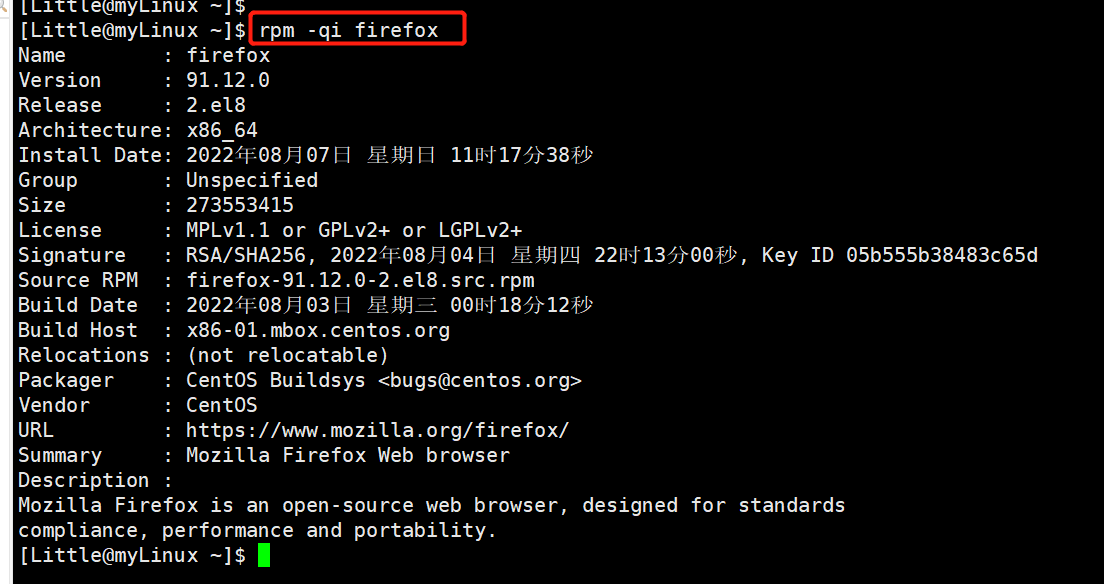 [Little@myLinux ~]$
[Little@myLinux ~]$ rpm -qi firefox
Name        : firefox
Version     : 91.12.0
Release     : 2.el8
Architecture: x86_64
Install Date: 2022年08月07日 星期日 11时17分38秒
Group       : Unspecified
Size        : 273553415
License     : MPLv1.1 or GPLv2+ or LGPLv2+
Signature   : RSA/SHA256, 2022年08月04日 星期四 22时13分00秒, Key ID 05b555b38483c65d
Source RPM  : firefox-91.12.0-2.el8.src.rpm
Build Date  : 2022年08月03日 星期三 00时18分12秒
Build Host  : x86-01.mbox.centos.org
Relocations : (not relocatable)
Packager    : CentOS Buildsys <bugs@centos.org>
Vendor      : CentOS
URL         : https://www.mozilla.org/firefox/
Summary     : Mozilla Firefox Web browser
Description :
Mozilla Firefox is an open-source web browser, designed for standards
compliance, performance and portability.
[Little@myLinux ~]$